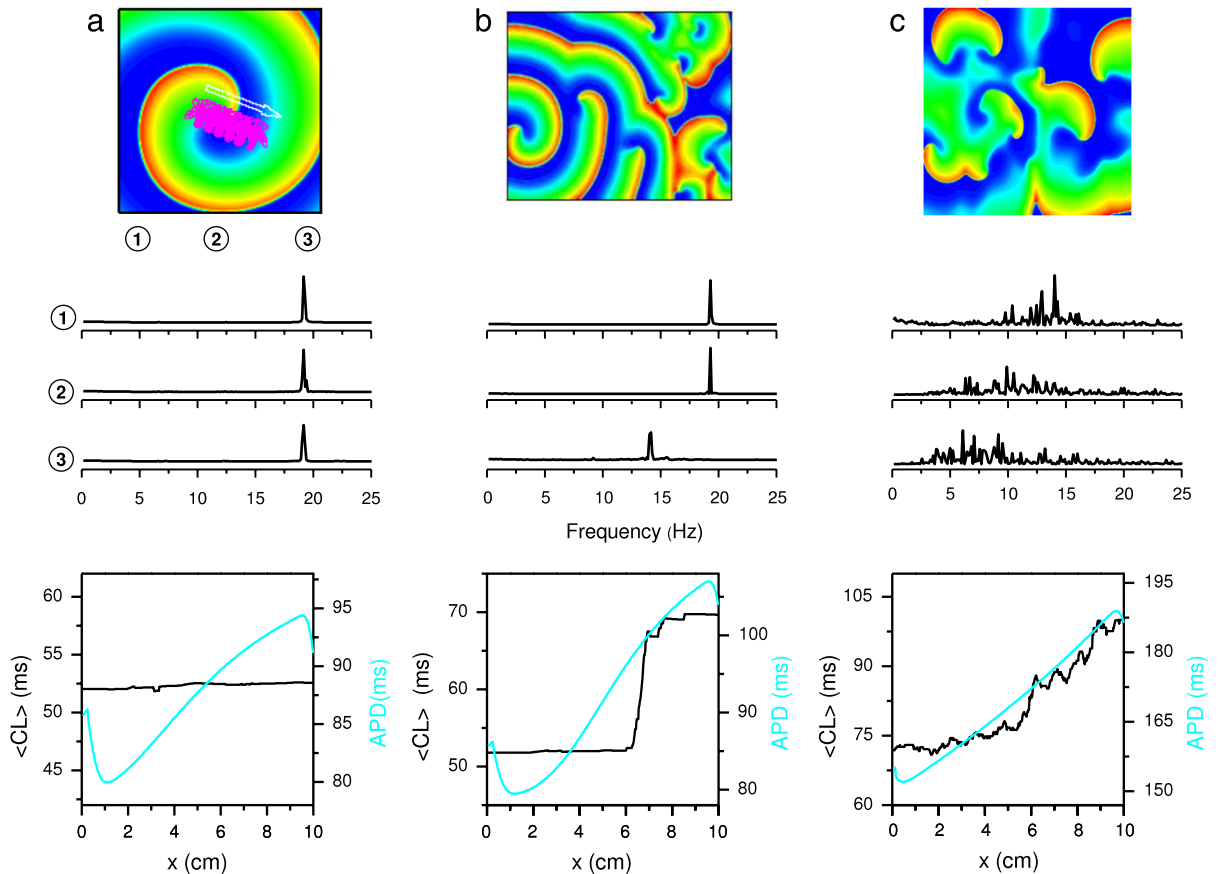 a
b
c
① ② ③
①
②
③
0 5 10 15 20 25
0 5 10 15 20 25
0 5 10 15 20 25
Frequency (Hz)
60
55
50
45
<CL> (ms)
95
90
85
80
APD(ms)
0 2 4 6 8 10
x (cm)
70
60
50
<CL> (ms)
100
90
80
APD (ms)
0 2 4 6 8 10
x (cm)
105
90
75
60
<CL> (ms)
195
180
165
150
APD (ms)
0 2 4 6 8 10
x (cm)